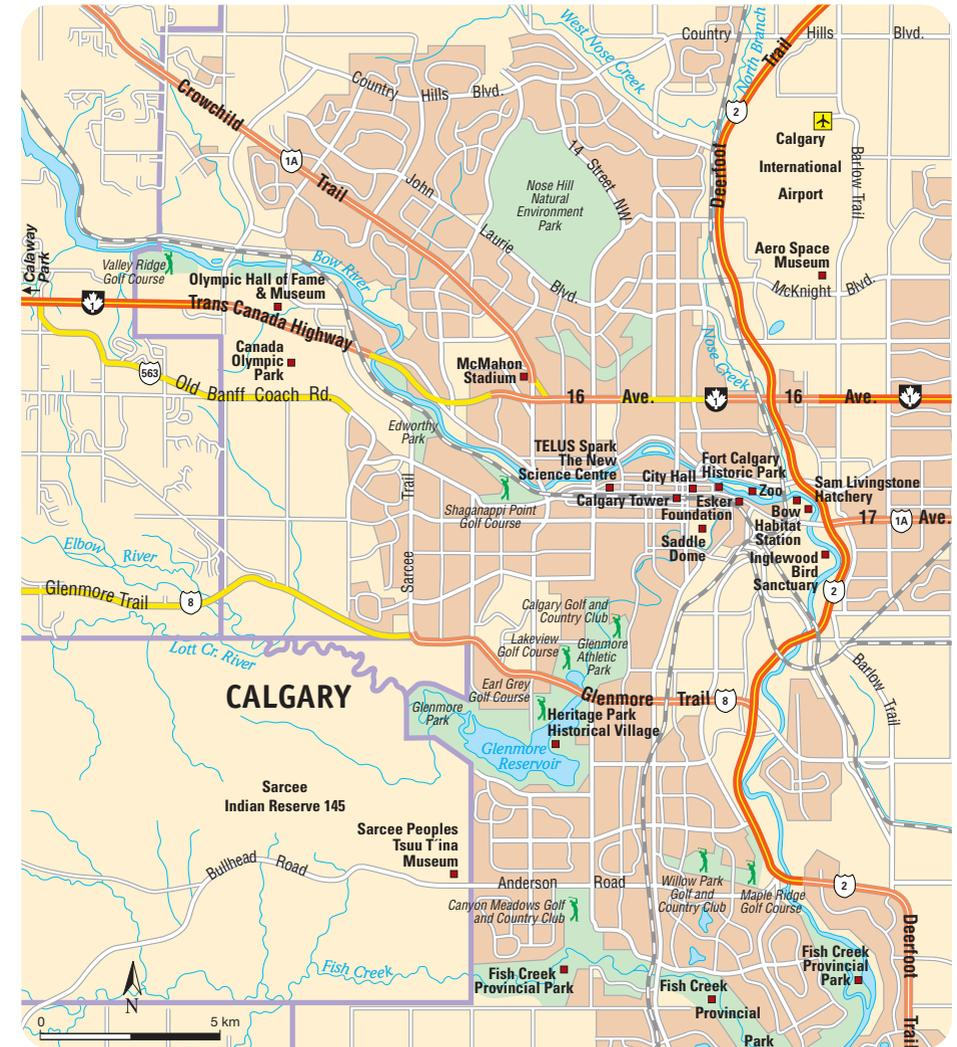 Country
Hills
Blvd.
West Nose Creek
North Branch
Trail
Crowchild
Country
Hills
Blvd.
2
1A
Trail
John
Laurie
Blvd.
14 Street NW
Nose Hill
Natural
Environment
Park
Deerfoot
Calgary
International
Airport
Barlow Trail
Aero Space
Museum
McKnight
Blvd.
Calaway
Park
Valley Ridge
Golf Course
Olympic Hall of Fame
& Museum
Bow River
1
Trans Canada Highway
Canada
Olympic
Park
563
Old Banff Coach Rd.
McMahon
Stadium
Nose Creek
16
Ave.
1
16
Ave.
1
Edworthy
Park
Trail
Sarcee
TELUS Spark
The New
Science Centre
Fort Calgary
Historic Park
City Hall
Zoo
Calgary Tower
Esker
Foundation
Sam Livingstone
Hatchery
Bow
Habitat
Station
17
1A
Ave.
Shaganappi Point
Golf Course
Saddle
Dome
Inglewood
Bird
Sanctuary
2
Elbow River
Glenmore Trail
8
Calgary Golf and
Country Club
Lakeview
Golf Course
Glenmore
Athletic
Park
Lott Cr. River
CALGARY
Earl Grey
Golf Course
Glenmore
Park
Glenmore
Trail
8
Barlow Trail
Heritage Park
Historical Village
Glenmore
Reservoir
Sarcee
Indian Reserve 145
Sarcee Peoples
Tsuu T´ina
Museum
Bullhead Road
Anderson
Road
Willow Park
Golf and
Country Club
Maple Ridge
Golf Course
2
Deerfoot
Trail
Canyon Meadows Golf
and Country Club
Fish Creek
Fish Creek
Provincial Park
Fish Creek
Provincial
Park
Fish Creek
Provincial
Park
N
0
5 km